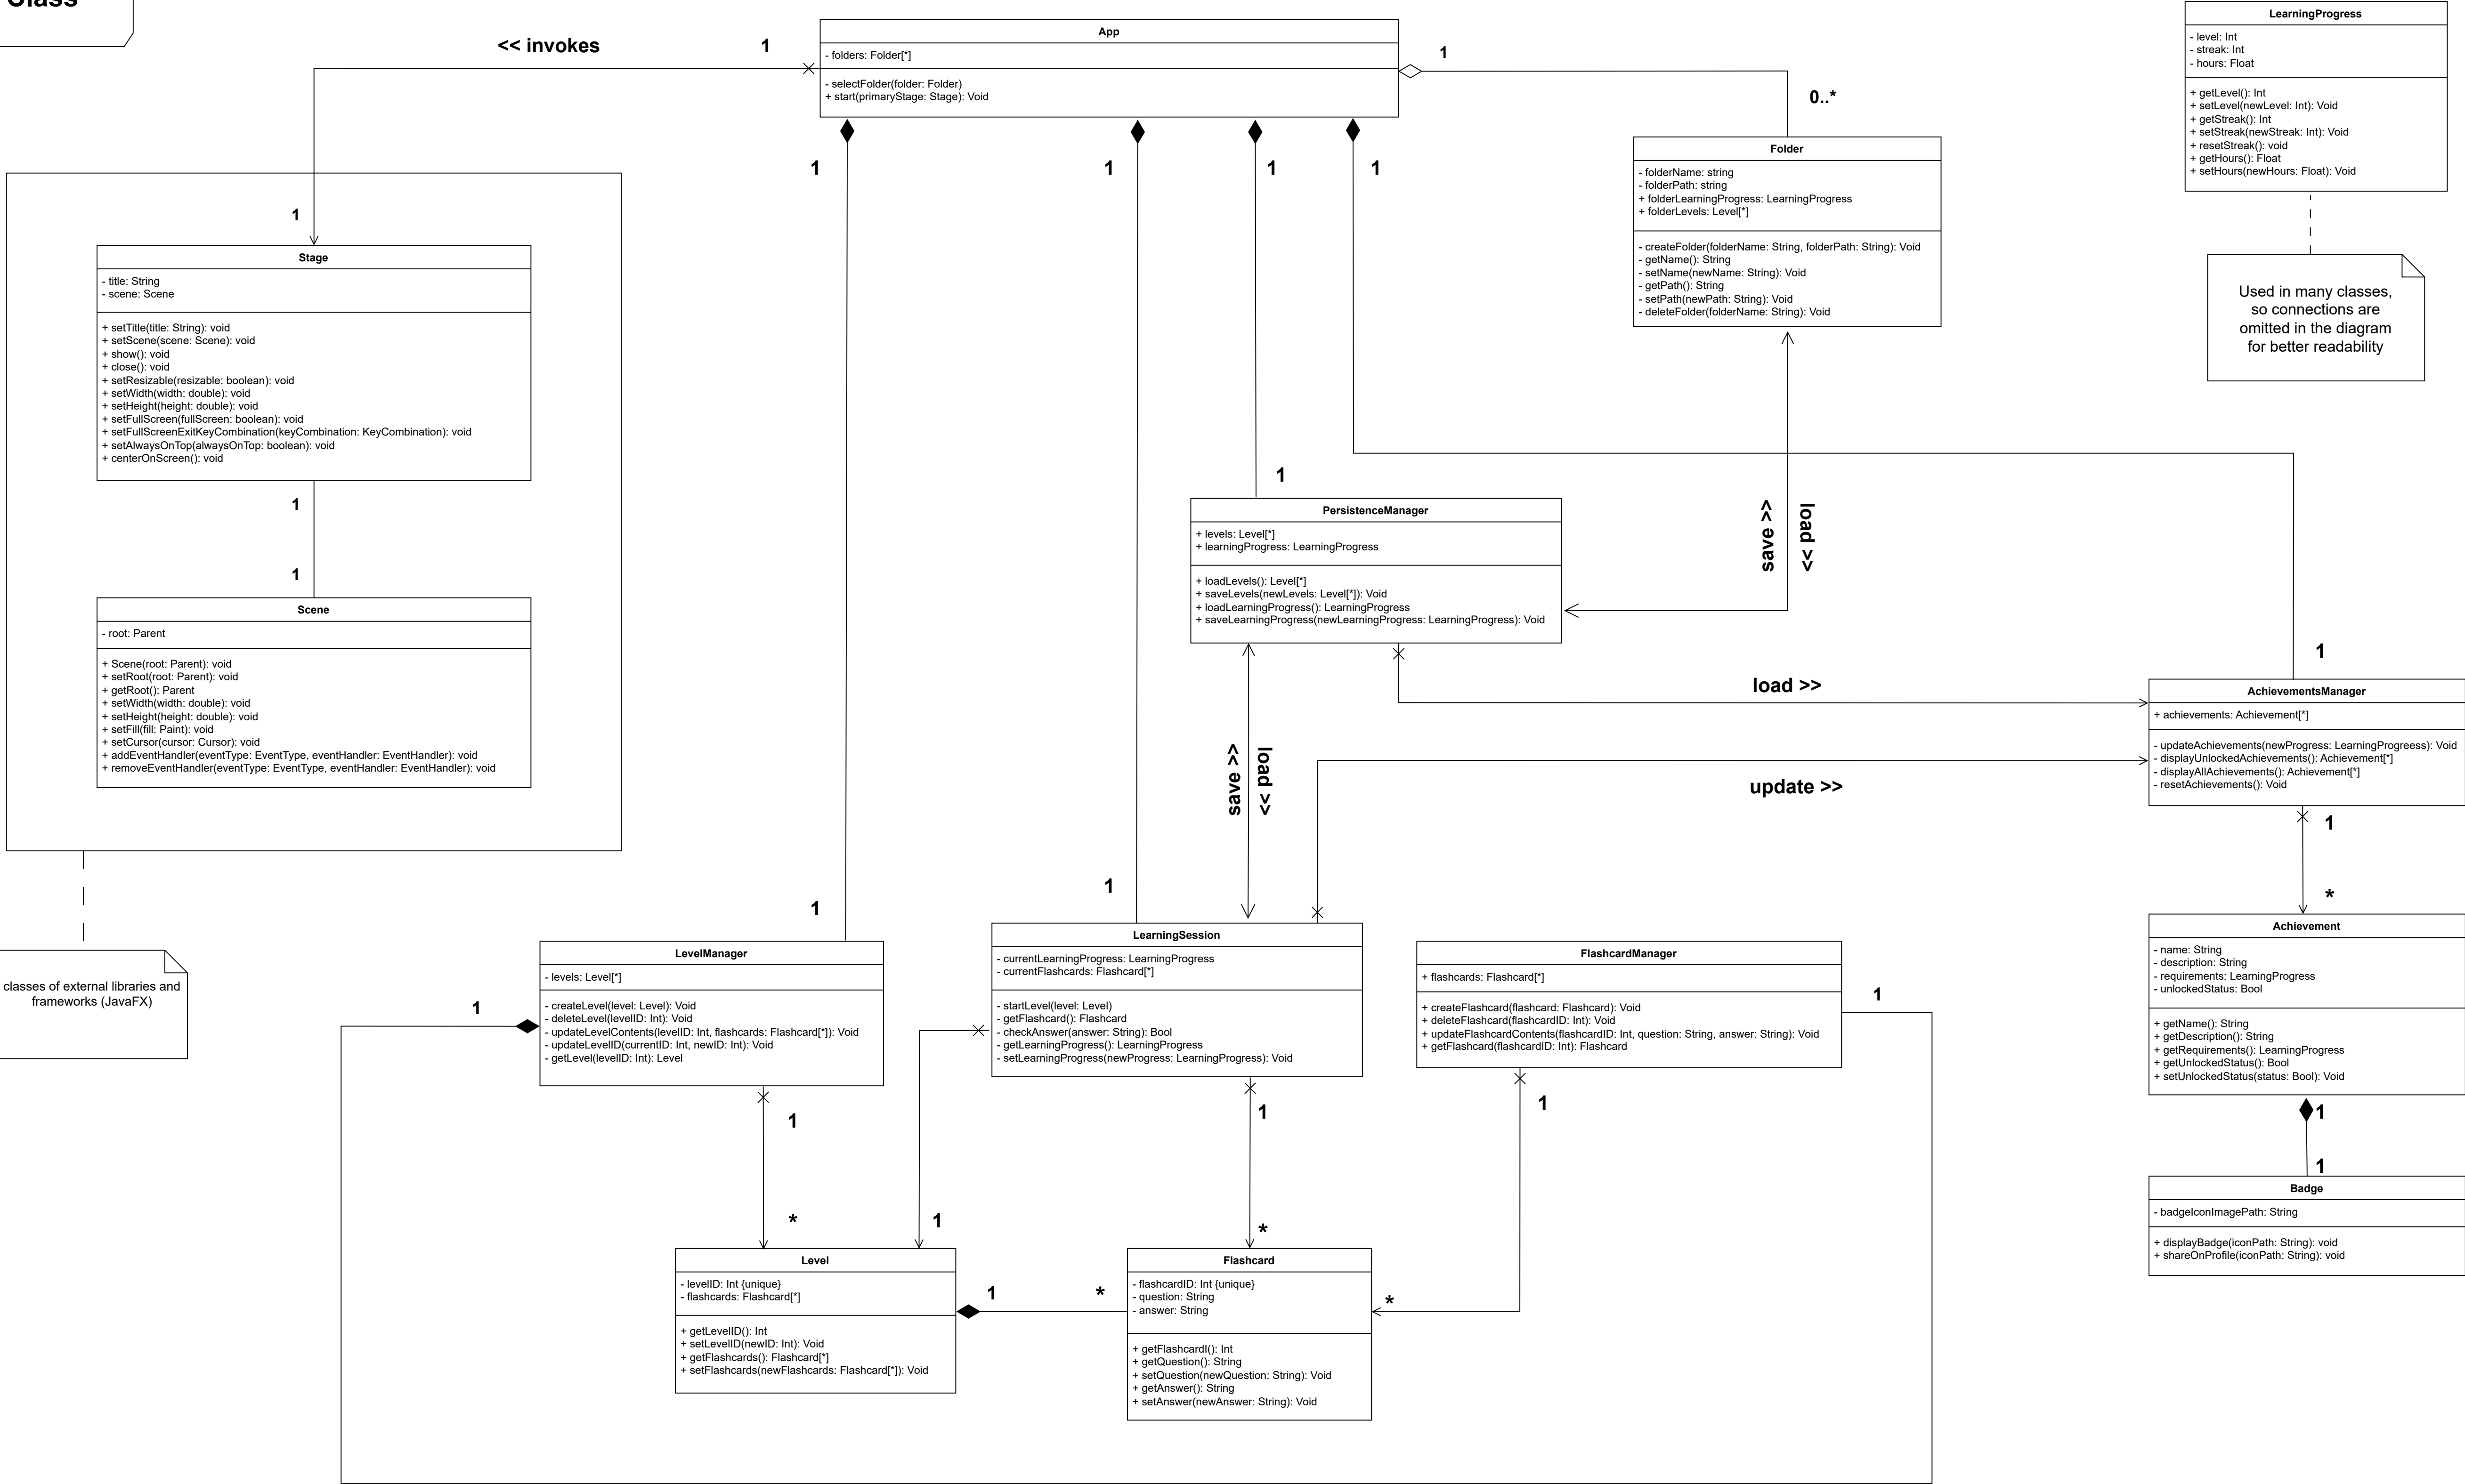 Class
<< invokes
1
App
- folders: Folder[*]
- selectFolder(folder: Folder)
+ start(primaryStage: Stage): Void
1
0..*
LearningProgress
- level: Int
- streak: Int
- hours: Float
+ getLevel(): Int
+ setLevel(newLevel: Int): Void
+ getStreak(): Int
+ setStreak(newStreak: Int): Void
+ resetStreak(): void
+ getHours(): Float
+ setHours(newHours: Float): Void
Used in many classes,
so connections are
omitted in the diagram
for better readability
1
1
1
1
Folder
- folderName: string
- folderPath: string
+ folderLearningProgress: LearningProgress
+ folderLevels: Level[*]
- createFolder(folderName: String, folderPath: String): Void
- getName(): String
- setName(newName: String): Void
- getPath(): String
- setPath(newPath: String): Void
- deleteFolder(folderName: String): Void
1
Stage
- title: String
- scene: Scene
+ setTitle(title: String): void
+ setScene(scene: Scene): void
+ show(): void
+ close(): void
+ setResizable(resizable: boolean): void
+ setWidth(width: double): void
+ setHeight(height: double): void
+ setFullScreen(fullScreen: boolean): void
+ setFullScreenExitKeyCombination(keyCombination: KeyCombination): void
+ setAlwaysOnTop(alwaysOnTop: boolean): void
+ centerOnScreen(): void
1
1
Scene
- root: Parent
+ Scene(root: Parent): void
+ setRoot(root: Parent): void
+ getRoot(): Parent
+ setWidth(width: double): void
+ setHeight(height: double): void
+ setFill(fill: Paint): void
+ setCursor(cursor: Cursor): void
+ addEventHandler(eventType: EventType, eventHandler: EventHandler): void
+ removeEventHandler(eventType: EventType, eventHandler: EventHandler): void
classes of external libraries and
frameworks (JavaFX)
1
PersistenceManager
+ levels: Level[*]
+ learningProgress: LearningProgress
+ loadLevels(): Level[*]
+ saveLevels(newLevels: Level[*]): Void
+ loadLearningProgress(): LearningProgress
+ saveLearningProgress(newLearningProgress: LearningProgress): Void
save >>
load >>
load >>
save >>
load >>
update >>
1
AchievementsManager
+ achievements: Achievement[*]
- updateAchievements(newProgress: LearningProgreess): Void
- displayUnlockedAchievements(): Achievement[*]
- displayAllAchievements(): Achievement[*]
- resetAchievements(): Void
1
*
Achievement
- name: String
- description: String
- requirements: LearningProgress
- unlockedStatus: Bool
+ getName(): String
+ getDescription(): String
+ getRequirements(): LearningProgress
+ getUnlockedStatus(): Bool
+ setUnlockedStatus(status: Bool): Void
1
1
Badge
- badgeIconImagePath: String
+ displayBadge(iconPath: String): void
+ shareOnProfile(iconPath: String): void
1
LevelManager
- levels: Level[*]
- createLevel(level: Level): Void
- deleteLevel(levelID: Int): Void
- updateLevelContents(levelID: Int, flashcards: Flashcard[*]): Void
- updateLevelID(currentID: Int, newID: Int): Void
- getLevel(levelID: Int): Level
1
1
LearningSession
- currentLearningProgress: LearningProgress
- currentFlashcards: Flashcard[*]
- startLevel(level: Level)
- getFlashcard(): Flashcard
- checkAnswer(answer: String): Bool
- getLearningProgress(): LearningProgress
- setLearningProgress(newProgress: LearningProgress): Void
FlashcardManager
+ flashcards: Flashcard[*]
+ createFlashcard(flashcard: Flashcard): Void
+ deleteFlashcard(flashcardID: Int): Void
+ updateFlashcardContents(flashcardID: Int, question: String, answer: String): Void
+ getFlashcard(flashcardID: Int): Flashcard
1
1
1
1
*
1
*
*
Level
- levelID: Int {unique}
- flashcards: Flashcard[*]
+ getLevelID(): Int
+ setLevelID(newID: Int): Void
+ getFlashcards(): Flashcard[*]
+ setFlashcards(newFlashcards: Flashcard[*]): Void
1
*
Flashcard
- flashcardID: Int {unique}
- question: String
- answer: String
+ getFlashcardI(): Int
+ getQuestion(): String
+ setQuestion(newQuestion: String): Void
+ getAnswer(): String
+ setAnswer(newAnswer: String): Void